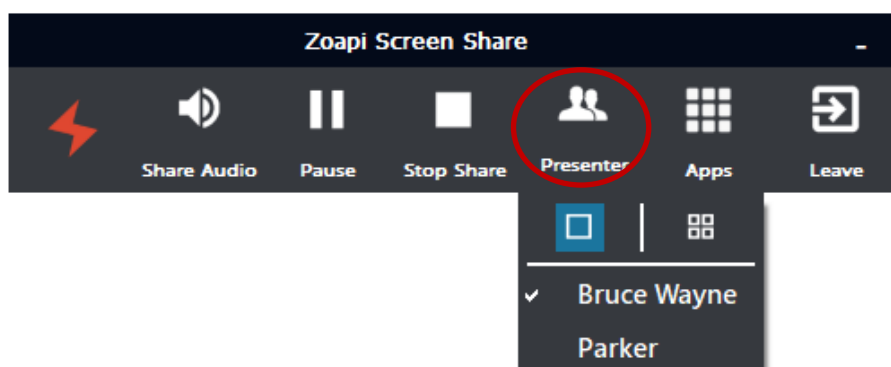 Zoapi Screen Share
Share Audio Pause Stop Share Presenter Apps Leave
Bruce Wayne
Parker